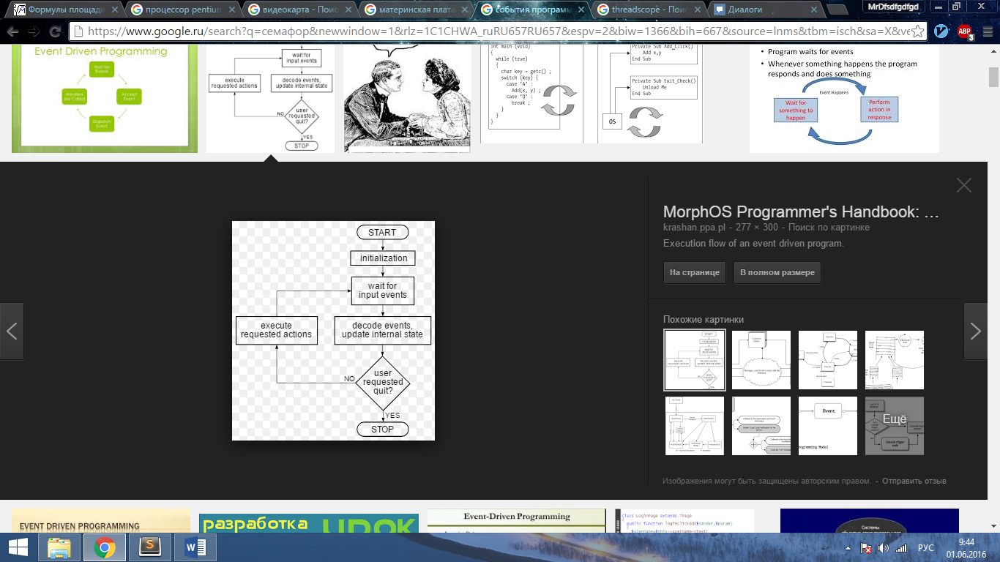 Формулы площади
процессор pentium
видеокарта - Поис
материнская плата
события программ
threadscope - Поис
Диалоги
MrDfsdfgdfgd
https://www.google.ru/search?q=семафор&newwindow=1&rlz=1C1CHWA_ruRU657RU657&espv=2&biw=1366&bih=667&source=lnms&tbm=isch&sa=X&ve
ABP
3
Event Driven Programming
Wait for
Events
Accept
Event
Dispatch
Event
Handlers
are Called
wait for
input events
execute
requested actions
decode events,
update internal state
user
requested
quit?
NO
YES
STOP
int main (void)
{
while (true)
{
char key = getc() ;
switch (key) {
case 'A' :
Add(x, y) ;
case 'Q' :
break ;
}
}
}
Private Sub Add_Click()
Add x,y
End Sub
Private Sub Exit_Check()
Unload Me
End Sub
OS
• Program waits for events
• Whenever something happens the program
responds and does something
Event Happens
Wait for
something to
happen
Perform
action in
response
START
initialization
wait for
input events
execute
requested actions
decode events,
update internal state
user
requested
quit?
NO
YES
STOP
MorphOS Programmer's Handbook: …
krashan.ppa.pl - 277 × 300 - Поиск по картинке
Execution flow of an event driven program.
На странице
В полном размере
Похожие картинки
Event
rogramming Model
Ещё
Изображения могут быть защищены авторским правом. - Отправить отзыв
EVENT DRIVEN PROGRAMMING
разработка
Event-Driven Programming
class LoginPage extends TPage
public function loginClicked($sender,$param)
{
$username=$this->username->Text;
Системы
РУС
9:44
01.06.2016